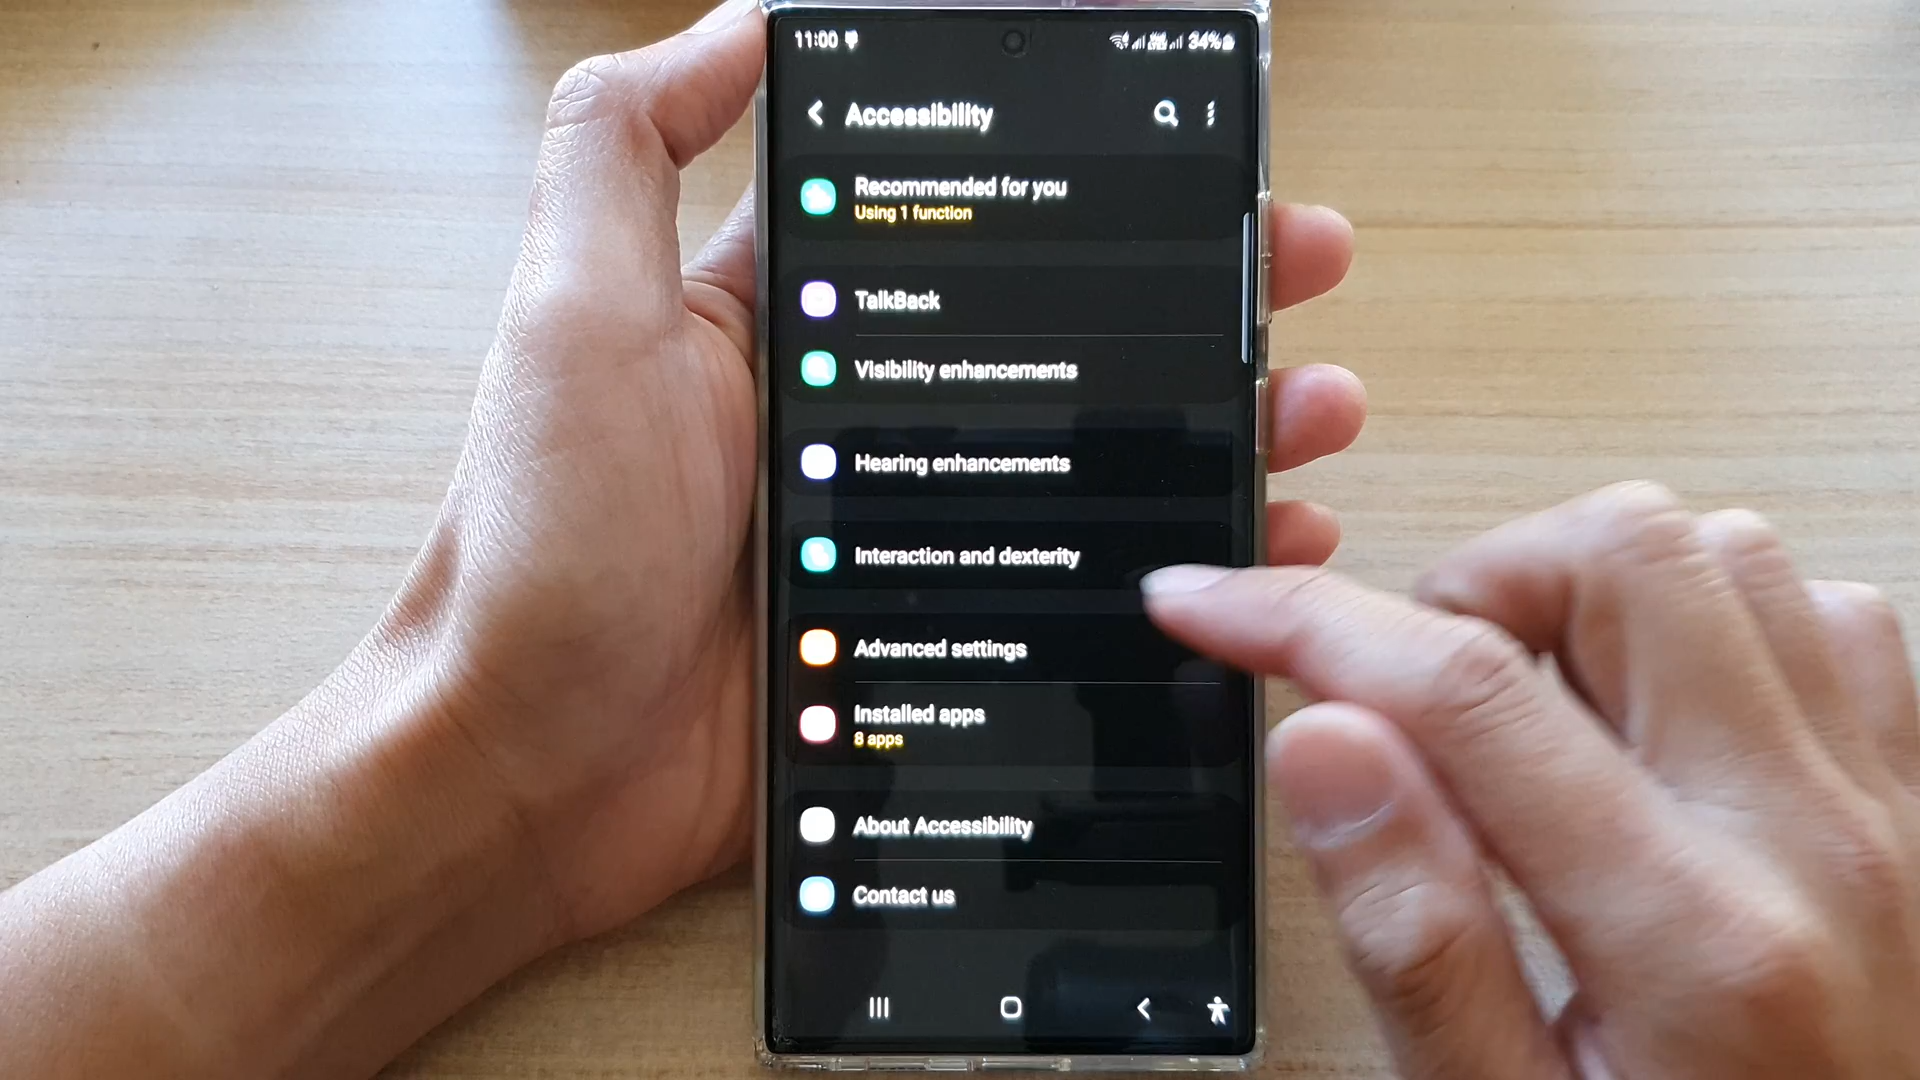 11:00
34%
Accessibility
Recommended for you
Using 1 function
TalkBack
Visibility enhancements
Hearing enhancements
Interaction and dexterity
Advanced settings
Installed apps
8 apps
About Accessibility
Contact us